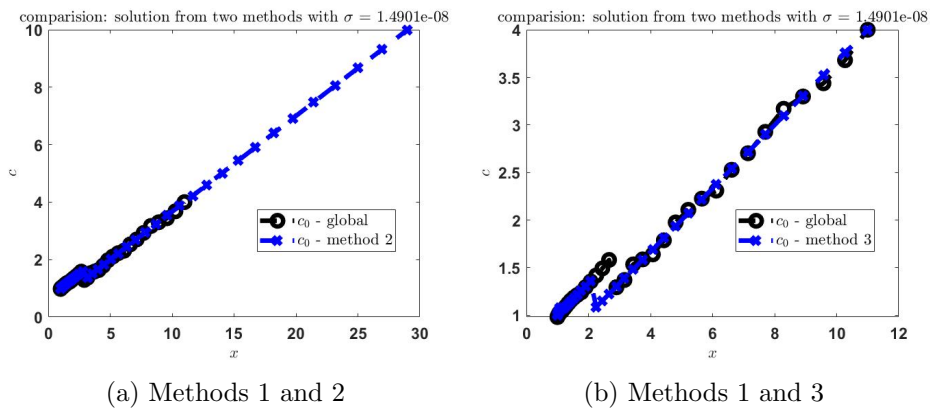 comparision: solution from two methods with σ = 1.4901e-08
10
8
6
4
2
0
c
0 5 10 15 20 25 30
x
c₀ - global
c₀ - method 2
(a) Methods 1 and 2
comparision: solution from two methods with σ = 1.4901e-08
4
3.5
3
2.5
2
1.5
1
c
0 2 4 6 8 10 12
x
c₀ - global
c₀ - method 3
(b) Methods 1 and 3